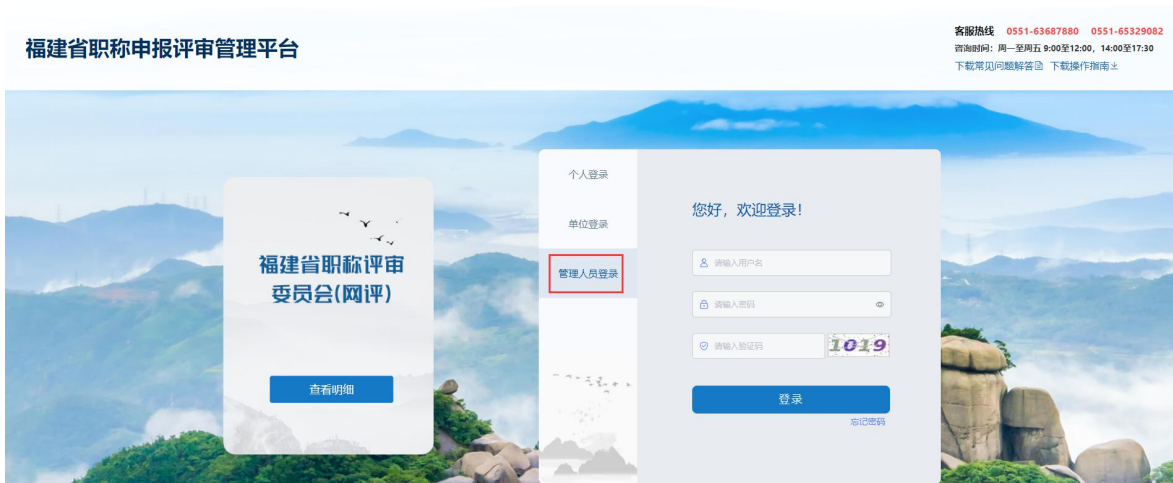 福建省职称申报评审管理平台
客服热线 0551-63687880 0551-65329082
咨询时间：周一至周五 9:00至12:00, 14:00至17:30
下载常见问题解答 下载操作指南
福建省职称评审
委员会(网评)
查看明细
个人登录
单位登录
管理人员登录
您好，欢迎登录!
请输入用户名
请输入密码
请输入验证码 1019
登录
忘记密码